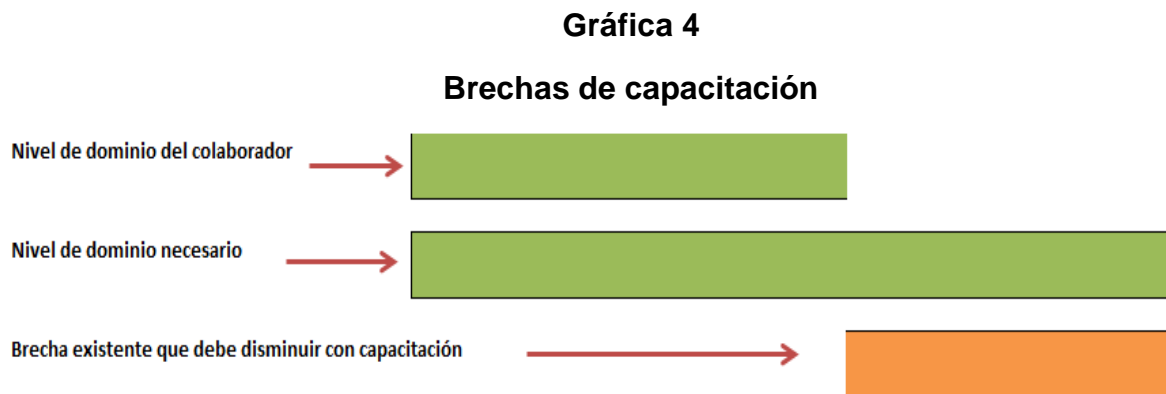 Gráfica 4
Brechas de capacitación
Nivel de dominio del colaborador
Nivel de dominio necesario
Brecha existente que debe disminuir con capacitación